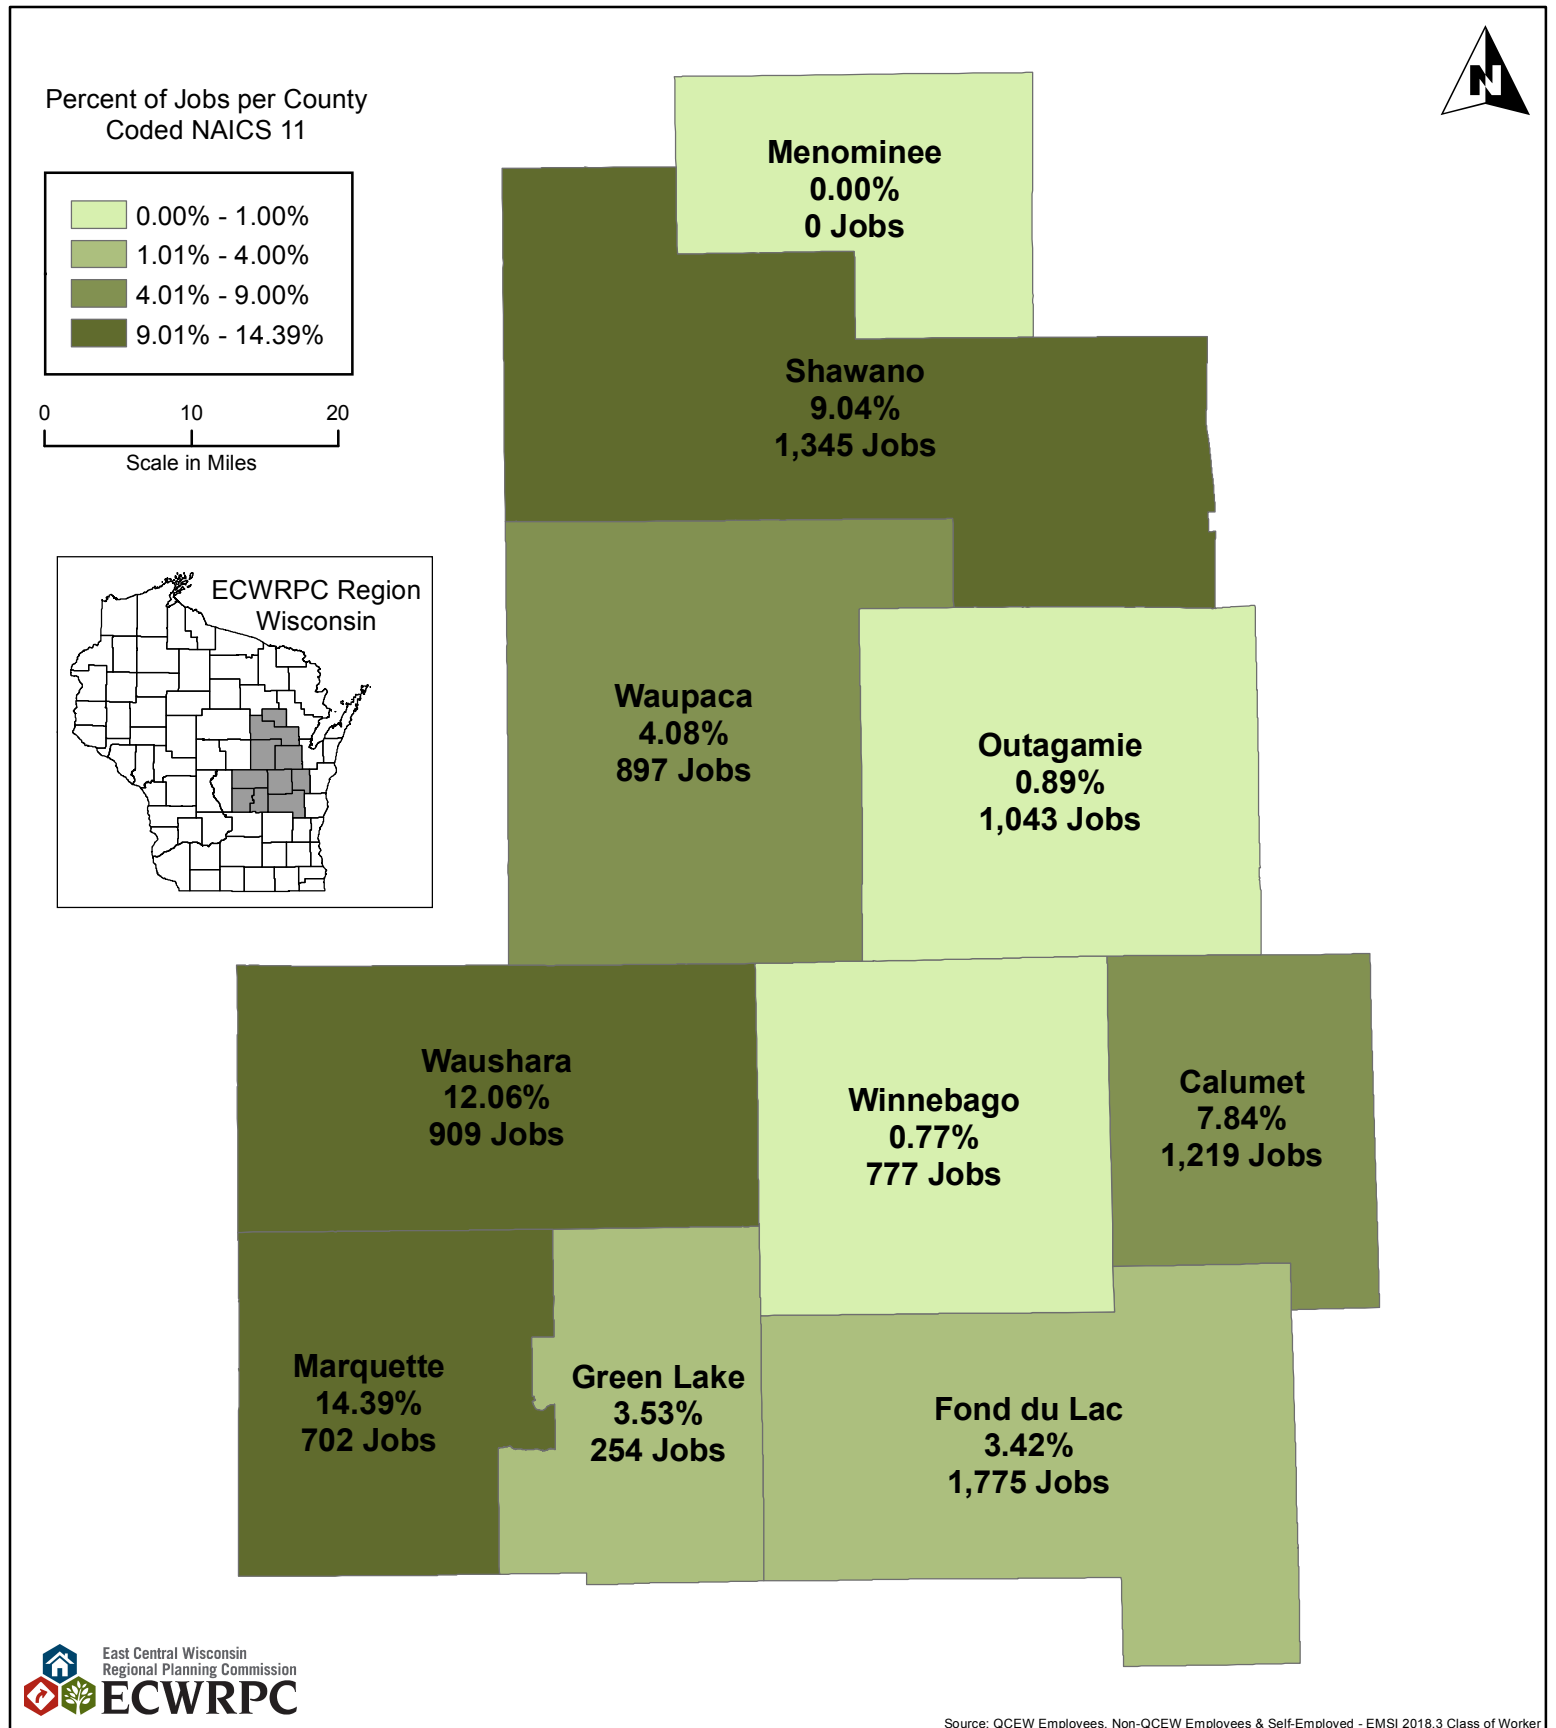 Percent of Jobs per County
Coded NAICS 11
0.00% - 1.00%
1.01% - 4.00%
4.01% - 9.00%
9.01% - 14.39%
0 10 20
Scale in Miles
N
ECWRPC Region
Wisconsin
Menominee
0.00%
0 Jobs
Shawano
9.04%
1,345 Jobs
Waupaca
4.08%
897 Jobs
Outagamie
0.89%
1,043 Jobs
Waushara
12.06%
909 Jobs
Winnebago
0.77%
777 Jobs
Calumet
7.84%
1,219 Jobs
Marquette
14.39%
702 Jobs
Green Lake
3.53%
254 Jobs
Fond du Lac
3.42%
1,775 Jobs
East Central Wisconsin
Regional Planning Commission
ECWRPC
Source: QCEW Employees, Non-QCEW Employees & Self-Employed - EMSI 2018.3 Class of Worker